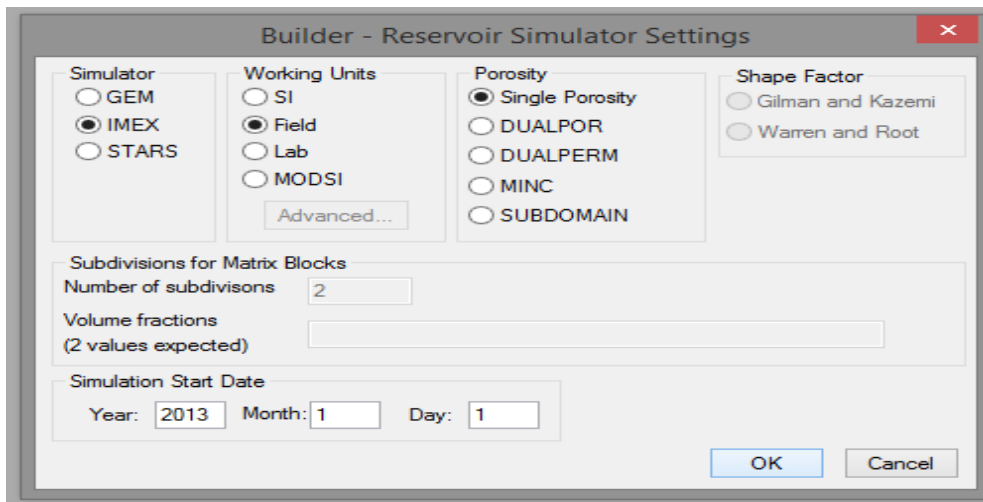 Builder - Reservoir Simulator Settings
Simulator
GEM
IMEX
STARS
Working Units
SI
Field
Lab
MODSI
Advanced...
Porosity
Single Porosity
DUALPOR
DUALPERM
MINC
SUBDOMAIN
Shape Factor
Gilman and Kazemi
Warren and Root
Subdivisions for Matrix Blocks
Number of subdivisons 2
Volume fractions
(2 values expected)
Simulation Start Date
Year: 2013 Month: 1 Day: 1
OK Cancel